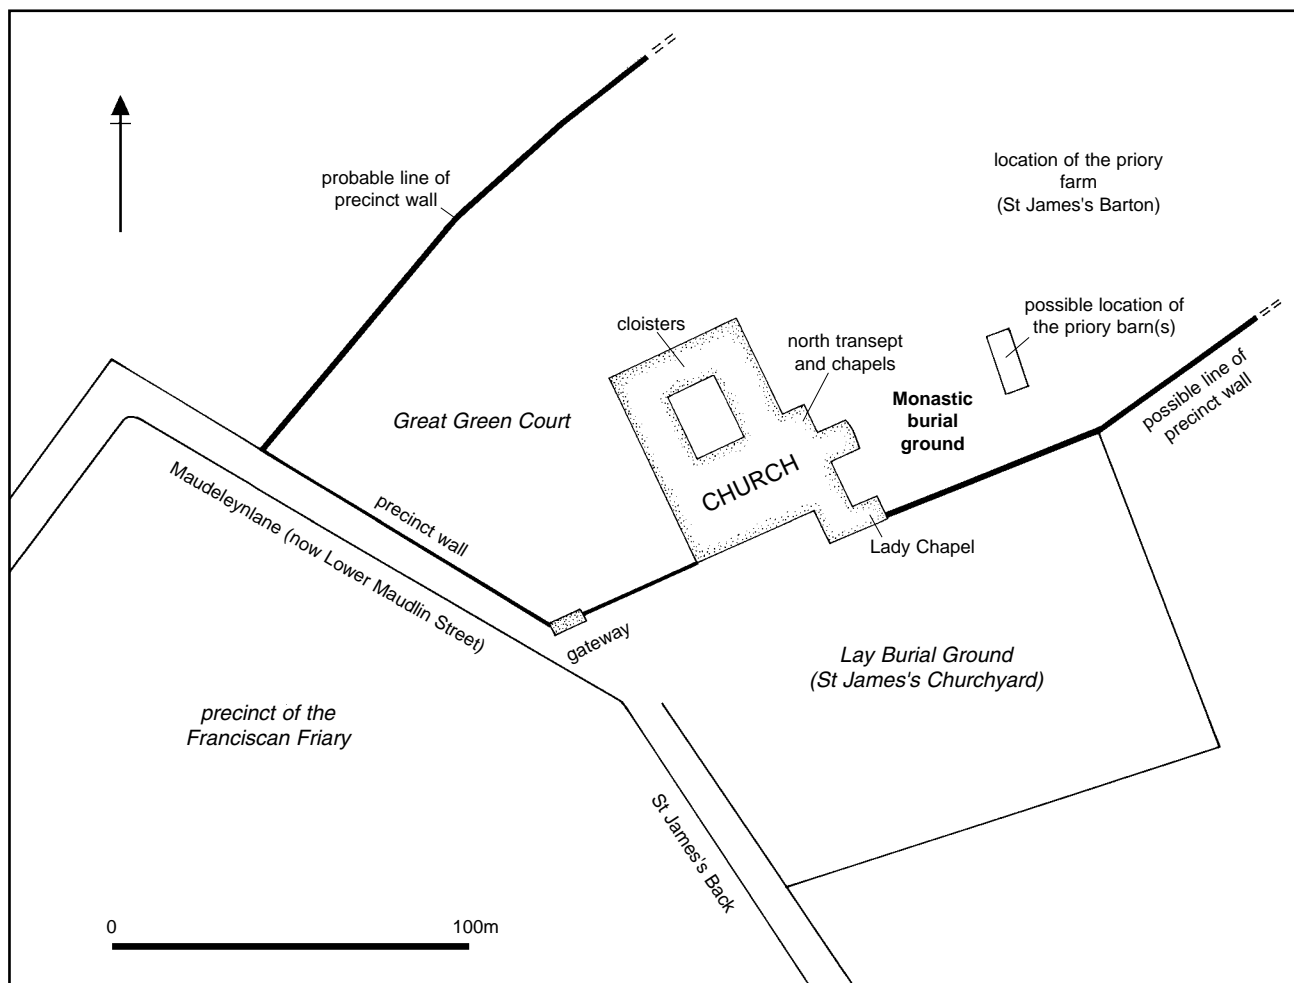 probable line of
precinct wall
location of the priory
farm
(St James's Barton)
possible location of
the priory barn(s)
cloisters
north transept
and chapels
Monastic
burial
ground
possible line of
precinct wall
Great Green Court
CHURCH
Maudeleynlane (now Lower Maudlin Street)
precinct wall
Lady Chapel
gateway
Lay Burial Ground
(St James's Churchyard)
precinct of the
Franciscan Friary
St James's Back
0
100m